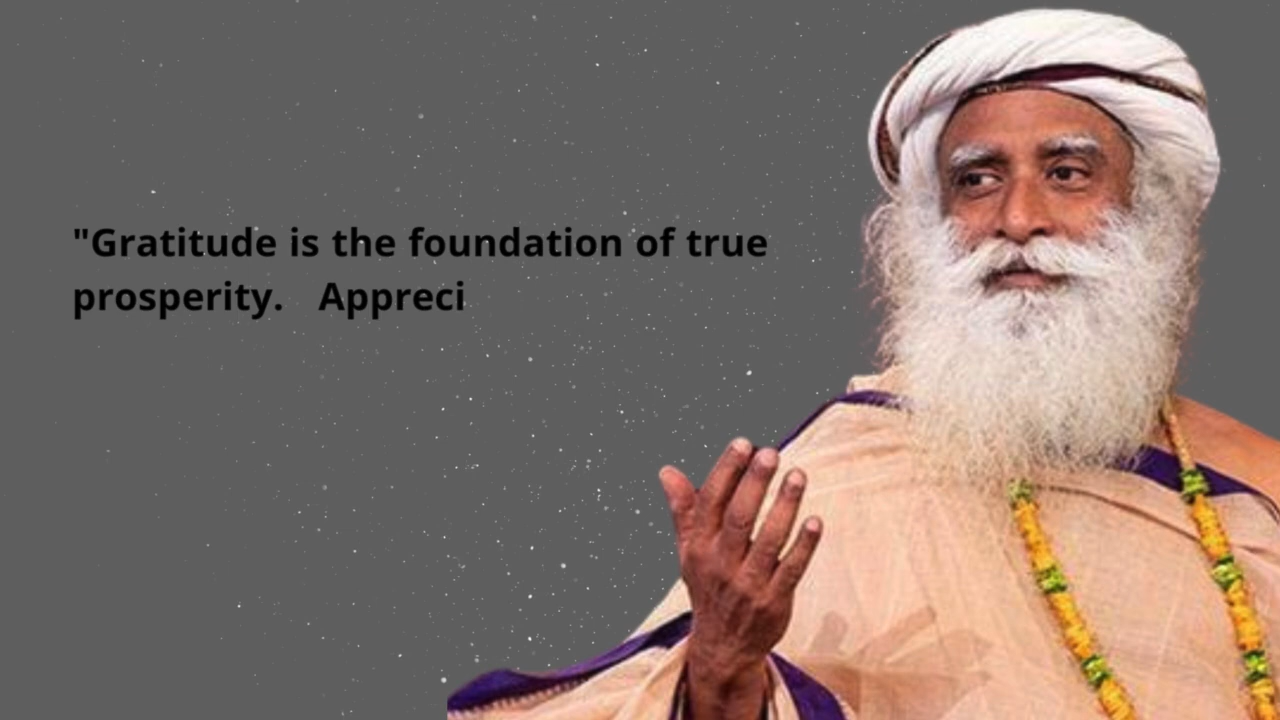 "Gratitude is the foundation of true
prosperity.   Appreci